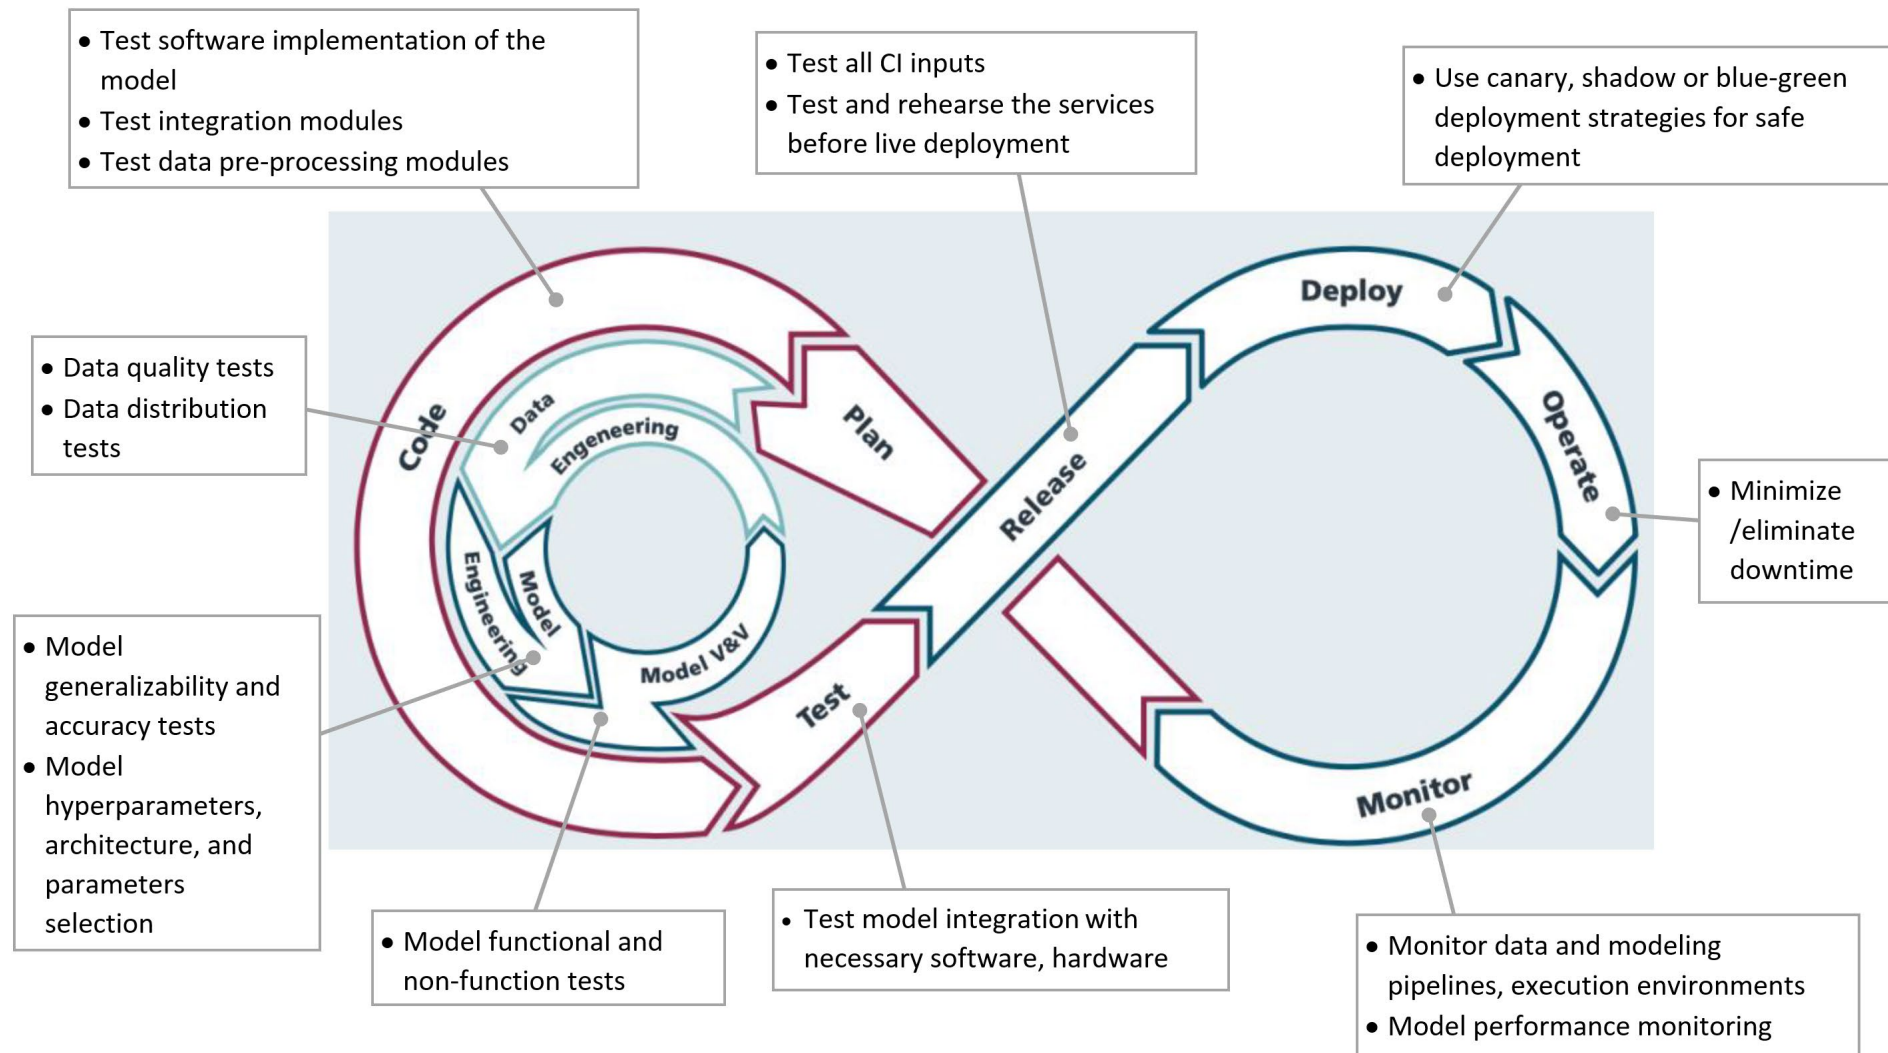 • Test software implementation of the
model
• Test integration modules
• Test data pre-processing modules
• Test all CI inputs
• Test and rehearse the services
before live deployment
• Use canary, shadow or blue-green
deployment strategies for safe
deployment
• Data quality tests
• Data distribution
tests
• Model
generalizability and
accuracy tests
• Model
hyperparameters,
architecture, and
parameters
selection
Code
Data
Engeneering
Plan
Engineering
Model
Model V&V
Test
Release
Deploy
Operate
Monitor
• Minimize
/eliminate
downtime
• Model functional and
non-function tests
• Test model integration with
necessary software, hardware
• Monitor data and modeling
pipelines, execution environments
• Model performance monitoring